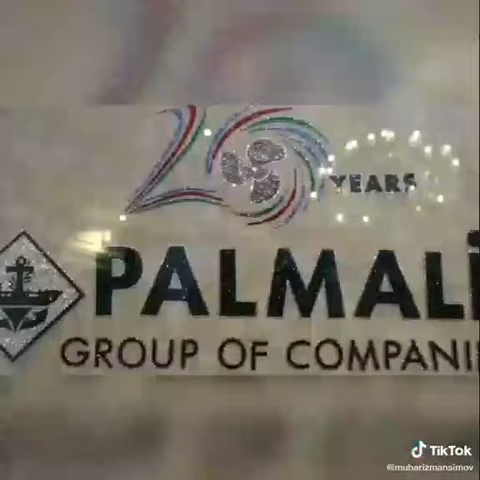 20 YEARS
PALMALİ
GROUP OF COMPANI
TikTok
@mubarizmansimov